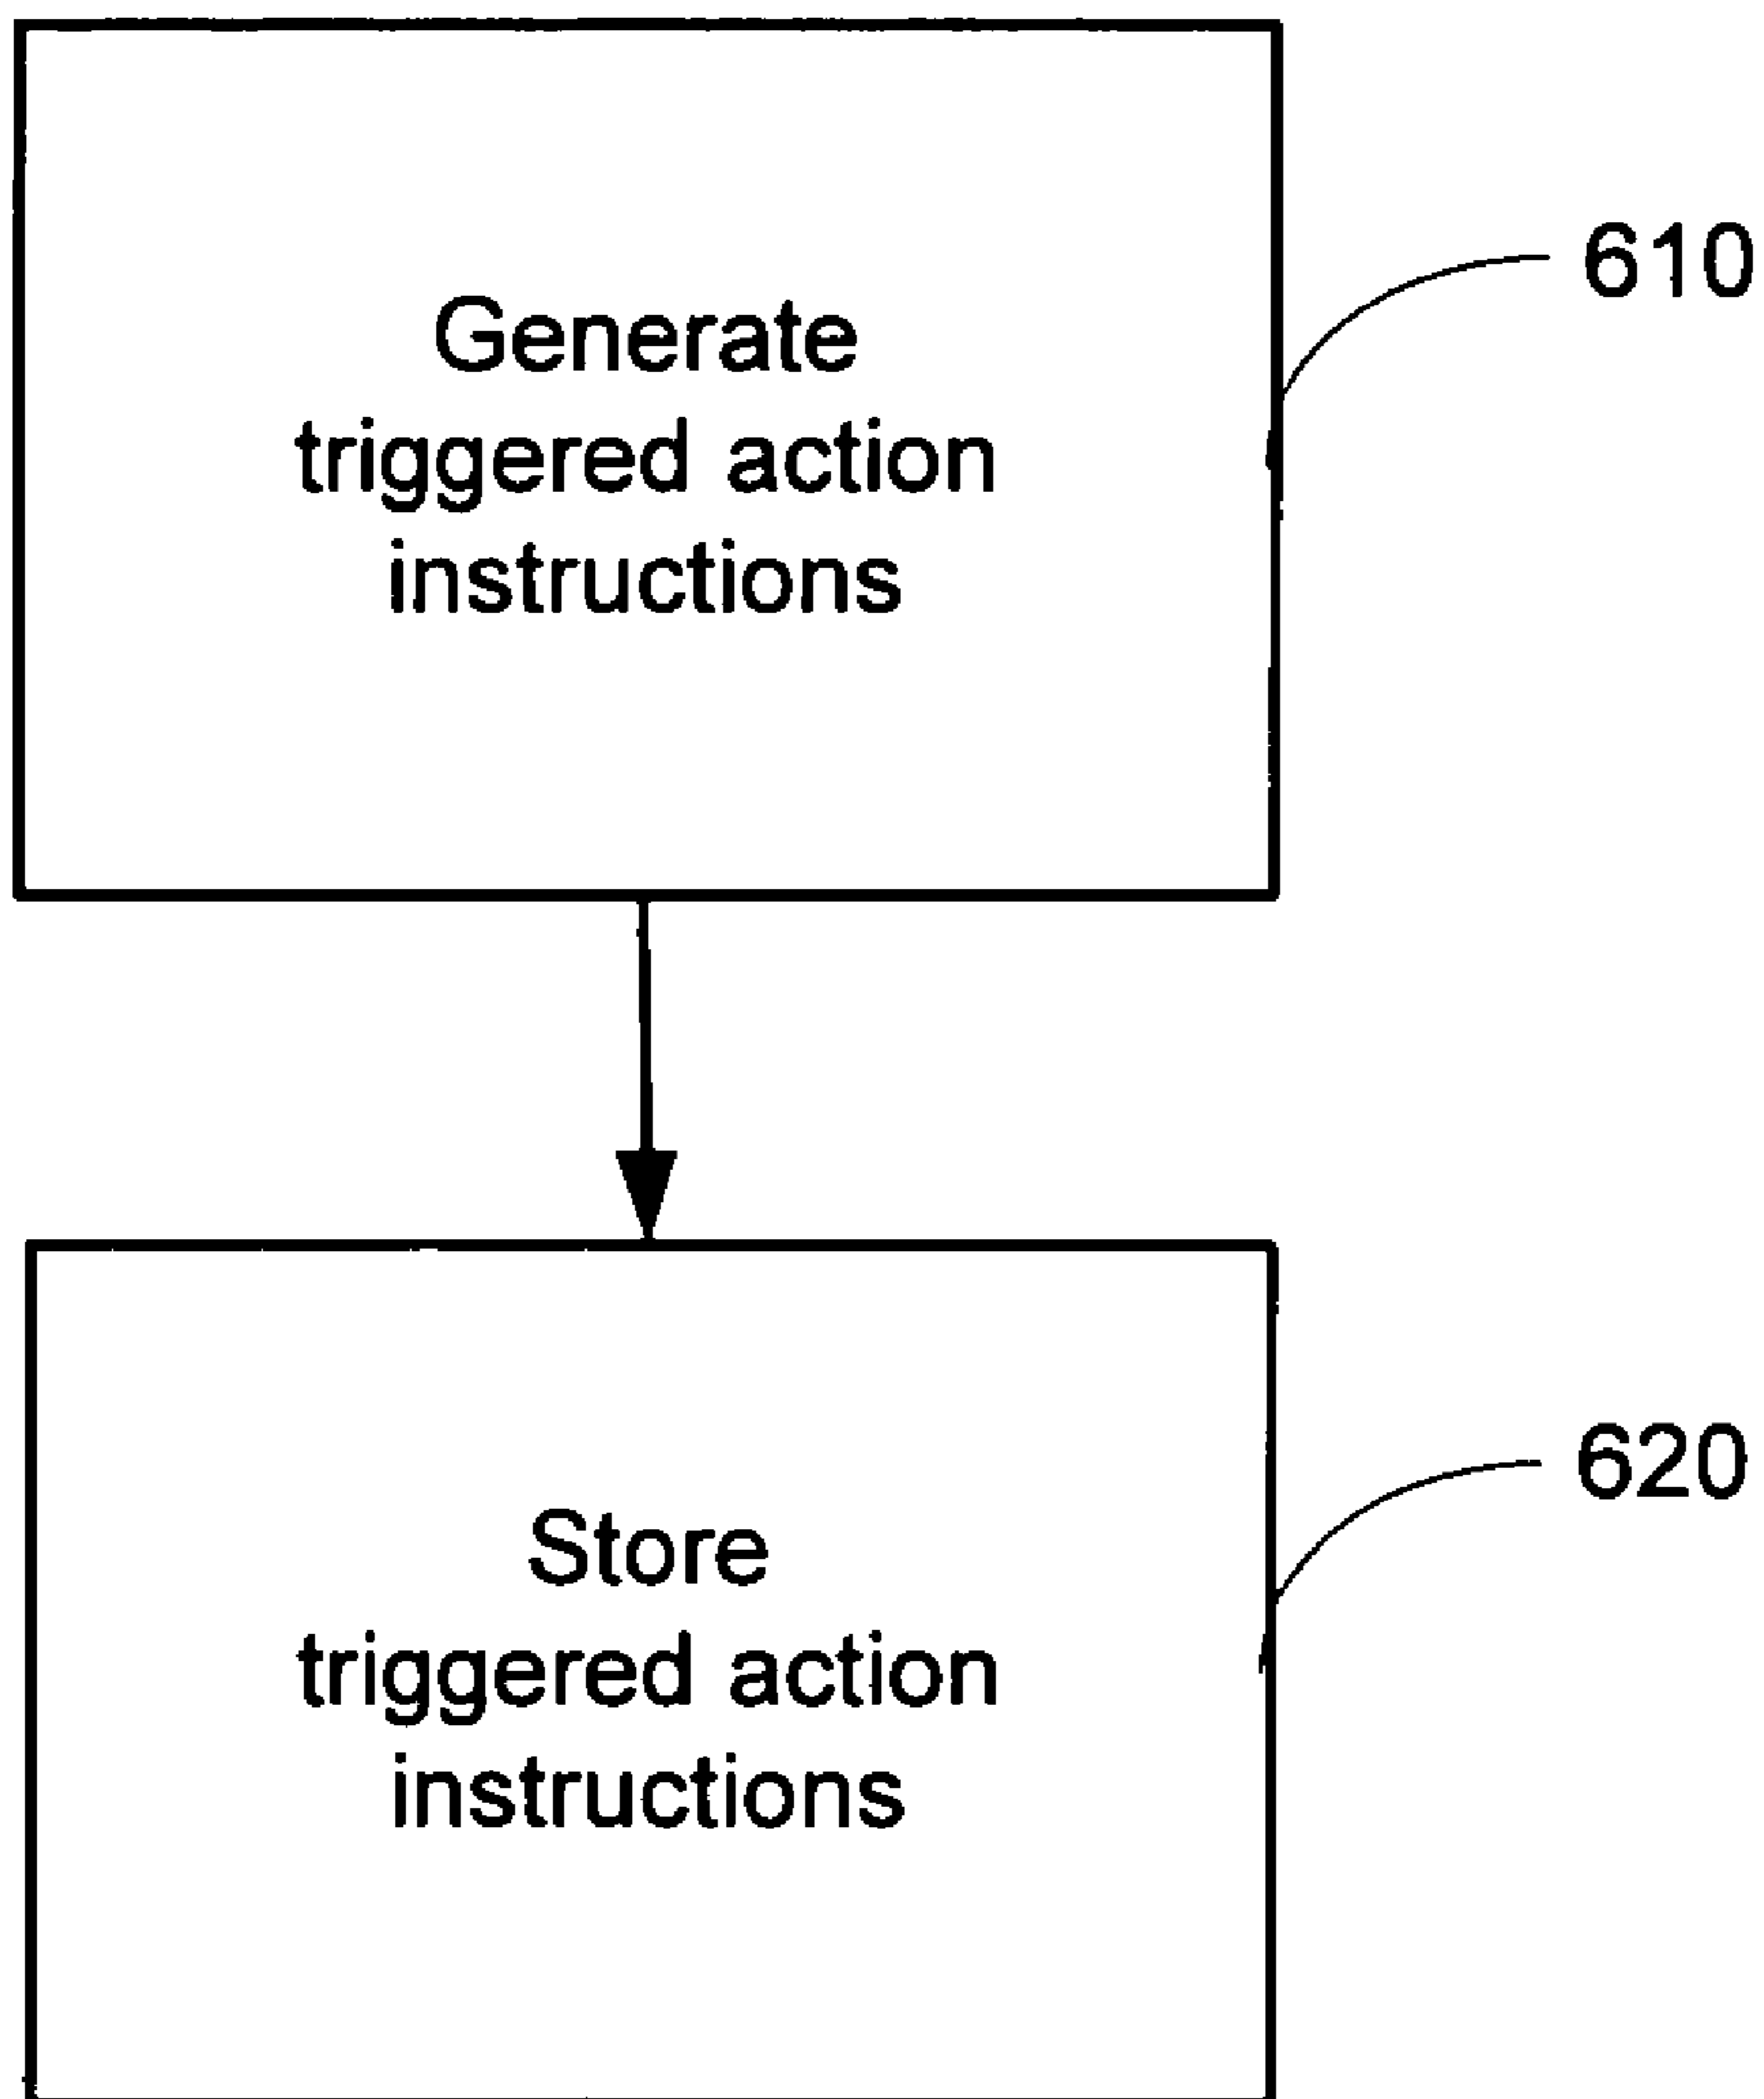 610
Generate
triggered action
instructions
620
Store
triggered action
instructions